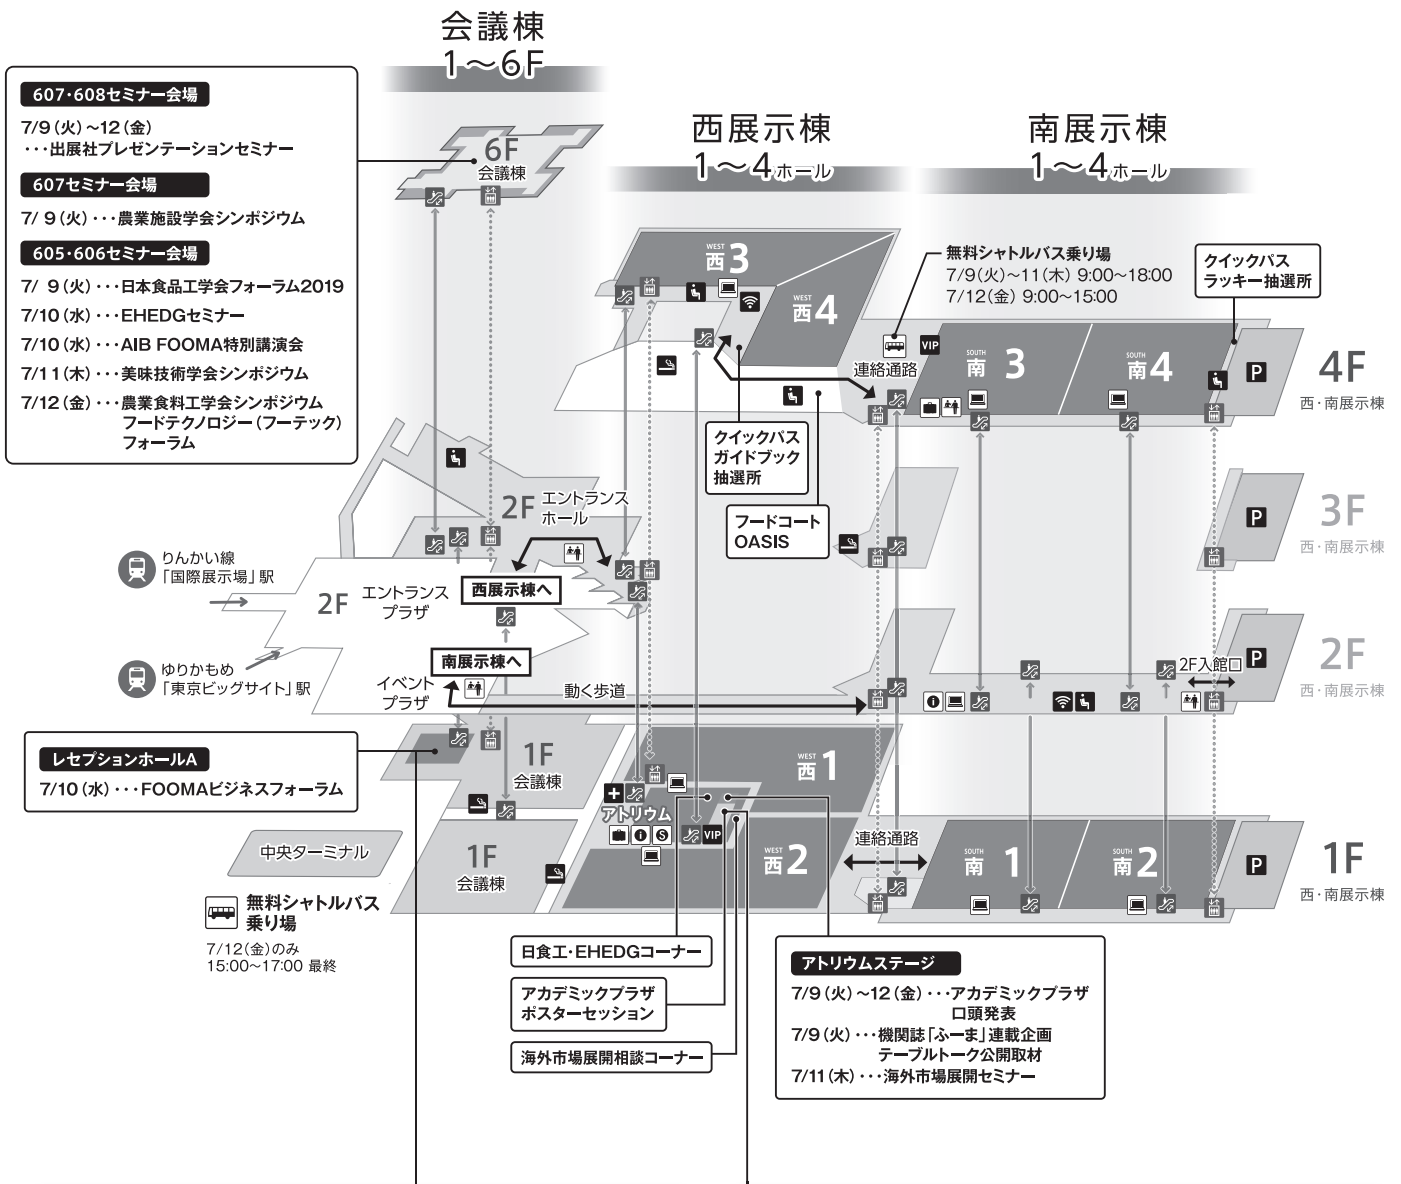 会議棟
1～6F
西展示棟
1～4ホール
南展示棟
1～4ホール
607・608セミナー会場
7/9（火）～12（金）
・・・出展社プレゼンテーションセミナー
607セミナー会場
7/ 9（火）・・・農業施設学会シンポジウム
605・606セミナー会場
7/ 9（火）・・・日本食品工学会フォーラム2019
7/10（水）・・・EHEDGセミナー
7/10（水）・・・AIB FOOMA特別講演会
7/11（木）・・・美味技術学会シンポジウム
7/12（金）・・・農業食料工学会シンポジウム
フードテクノロジー（フーテック）
フォーラム
6F
会議棟
WEST
西3
WEST
西4
無料シャトルバス乗り場
7/9(火)～11(木) 9:00～18:00
7/12(金) 9:00～15:00
クイックパス
ラッキー抽選所
VIP
連絡通路
SOUTH
南 3
SOUTH
南4
P
4F
西・南展示棟
クイックパス
ガイドブック
抽選所
フードコート
OASIS
P
3F
西・南展示棟
2F エントランス
ホール
りんかい線
「国際展示場」駅
2F エントランス
プラザ
西展示棟へ
ゆりかもめ
「東京ビッグサイト」駅
南展示棟へ
イベント
プラザ
動く歩道
2F入館口
P
2F
西・南展示棟
レセプションホールA
7/10（水）・・・FOOMAビジネスフォーラム
1F
会議棟
WEST
西1
アトリウム
S
VIP
WEST
西2
連絡通路
SOUTH
南 1
SOUTH
南2
P
1F
西・南展示棟
中央ターミナル
1F
会議棟
無料シャトルバス
乗り場
7/12(金)のみ
15:00～17:00 最終
日食工・EHEDGコーナー
アカデミックプラザ
ポスターセッション
海外市場展開相談コーナー
アトリウムステージ
7/9（火）～12（金）・・・アカデミックプラザ
口頭発表
7/9（火）・・・機関誌「ふーま」連載企画
テーブルトーク公開取材
7/11（木）・・・海外市場展開セミナー